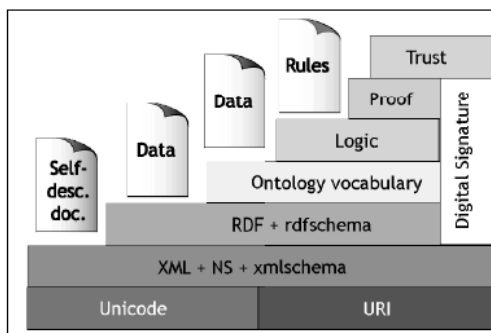 Trust
Rules
Data
Proof
Data
Logic
Digital Signature
Self-
desc.
doc.
Ontology vocabulary
RDF + rdfschema
XML + NS + xmlschema
Unicode
URI